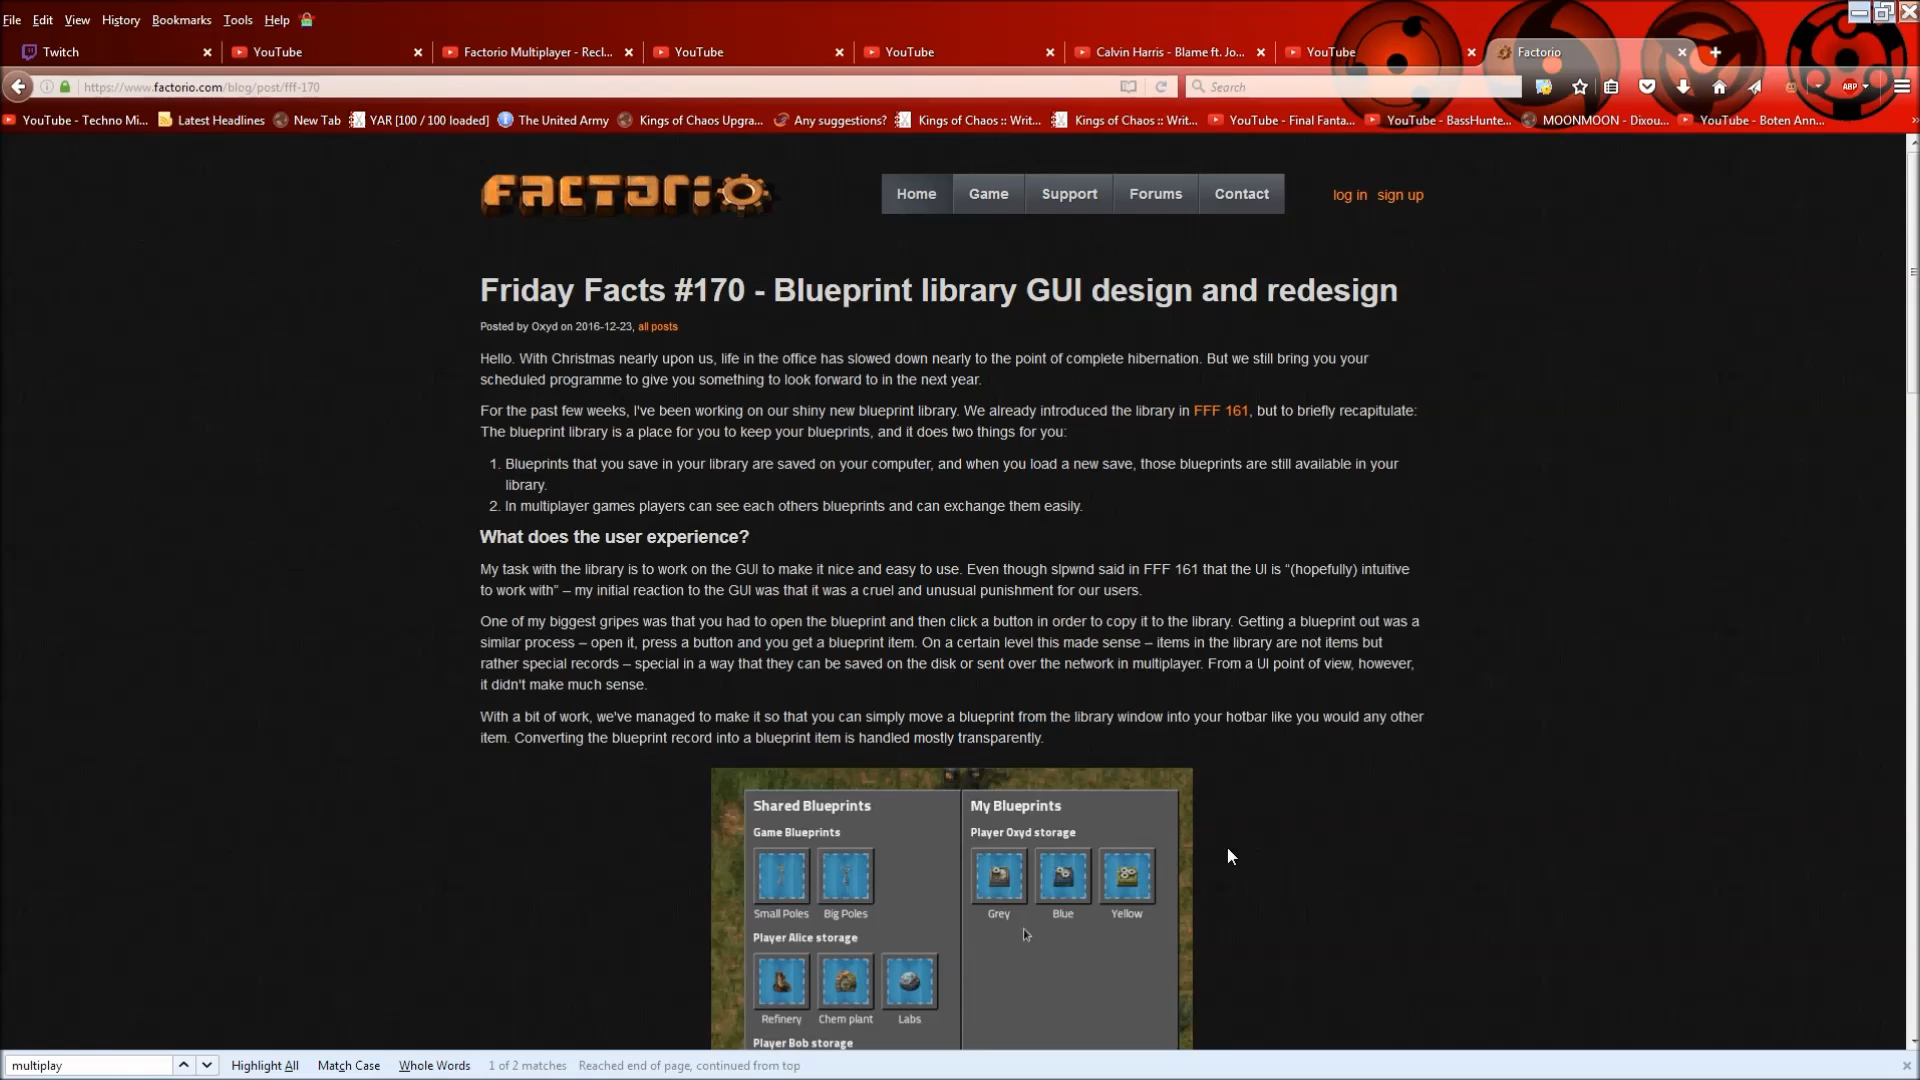 File Edit View History Bookmarks Tools Help
Twitch YouTube Factorio Multiplayer - Recl... YouTube YouTube Calvin Harris - Blame ft. Jo... YouTube Factorio
https://www.factorio.com/blog/post/fff-170 Search ABP
YouTube - Techno Mi... Latest Headlines New Tab YAR [100 / 100 loaded] The United Army Kings of Chaos Upgra... Any suggestions? Kings of Chaos :: Writ... Kings of Chaos :: Writ... YouTube - Final Fanta... YouTube - BassHunte... MOONMOON - Dixou... YouTube - Boten Ann...
FACTORIO Home Game Support Forums Contact log in sign up
Friday Facts #170 - Blueprint library GUI design and redesign
Posted by Oxyd on 2016-12-23, all posts
Hello. With Christmas nearly upon us, life in the office has slowed down nearly to the point of complete hibernation. But we still bring you your
scheduled programme to give you something to look forward to in the next year.
For the past few weeks, I've been working on our shiny new blueprint library. We already introduced the library in FFF 161, but to briefly recapitulate:
The blueprint library is a place for you to keep your blueprints, and it does two things for you:
1. Blueprints that you save in your library are saved on your computer, and when you load a new save, those blueprints are still available in your
library.
2. In multiplayer games players can see each others blueprints and can exchange them easily.
What does the user experience?
My task with the library is to work on the GUI to make it nice and easy to use. Even though slpwnd said in FFF 161 that the UI is “(hopefully) intuitive
to work with” – my initial reaction to the GUI was that it was a cruel and unusual punishment for our users.
One of my biggest gripes was that you had to open the blueprint and then click a button in order to copy it to the library. Getting a blueprint out was a
similar process – open it, press a button and you get a blueprint item. On a certain level this made sense – items in the library are not items but
rather special records – special in a way that they can be saved on the disk or sent over the network in multiplayer. From a UI point of view, however,
it didn't make much sense.
With a bit of work, we've managed to make it so that you can simply move a blueprint from the library window into your hotbar like you would any other
item. Converting the blueprint record into a blueprint item is handled mostly transparently.
Shared Blueprints My Blueprints
Game Blueprints Player Oxyd storage
Small Poles Big Poles Grey Blue Yellow
Player Alice storage
Refinery Chem plant Labs
Player Bob storage
multiplay Highlight All Match Case Whole Words 1 of 2 matches Reached end of page, continued from top